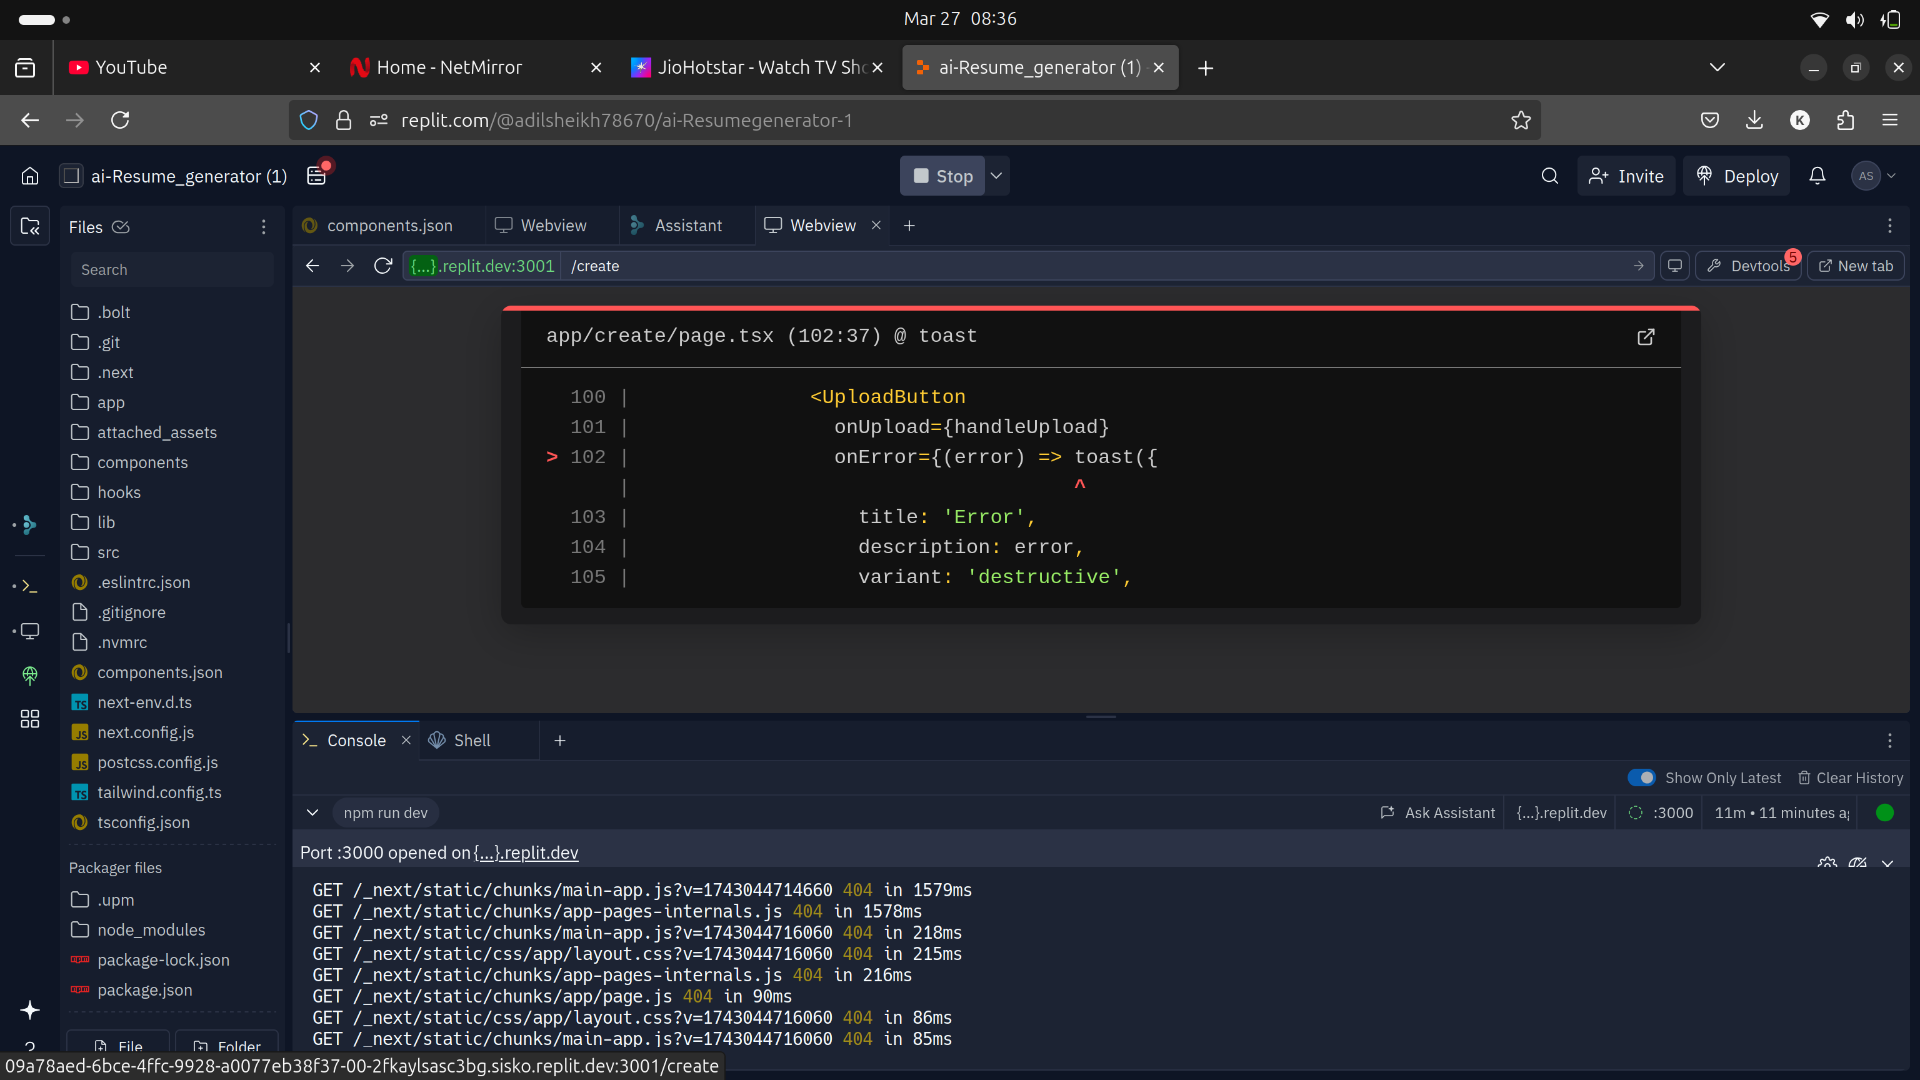 Mar 27 08:36
YouTube
Home - NetMirror
JioHotstar - Watch TV Sho
ai-Resume_generator (1)
replit.com/@adilsheikh78670/ai-Resumegenerator-1
K
ai-Resume_generator (1)
Stop
Invite
Deploy
AS
Files
components.json
Webview
Assistant
Webview
Search
{...}.replit.dev:3001
/create
Devtools
5
New tab
.bolt
.git
.next
app
attached_assets
components
hooks
lib
src
.eslintrc.json
.gitignore
.nvmrc
components.json
next-env.d.ts
next.config.js
postcss.config.js
tailwind.config.ts
tsconfig.json
Packager files
.upm
node_modules
package-lock.json
package.json
File
Folder
app/create/page.tsx (102:37) @ toast
100 | <UploadButton
101 | onUpload={handleUpload}
> 102 | onError={(error) => toast({
| ^
103 | title: 'Error',
104 | description: error,
105 | variant: 'destructive',
Console
Shell
Show Only Latest
Clear History
npm run dev
Ask Assistant
{...}.replit.dev
:3000
11m • 11 minutes a
Port :3000 opened on {...}.replit.dev
GET /_next/static/chunks/main-app.js?v=1743044714660 404 in 1579ms
GET /_next/static/chunks/app-pages-internals.js 404 in 1578ms
GET /_next/static/chunks/main-app.js?v=1743044716060 404 in 218ms
GET /_next/static/css/app/layout.css?v=1743044716060 404 in 215ms
GET /_next/static/chunks/app-pages-internals.js 404 in 216ms
GET /_next/static/chunks/app/page.js 404 in 90ms
GET /_next/static/css/app/layout.css?v=1743044716060 404 in 86ms
GET /_next/static/chunks/main-app.js?v=1743044716060 404 in 85ms
09a78aed-6bce-4ffc-9928-a0077eb38f37-00-2fkaylsasc3bg.sisko.replit.dev:3001/create